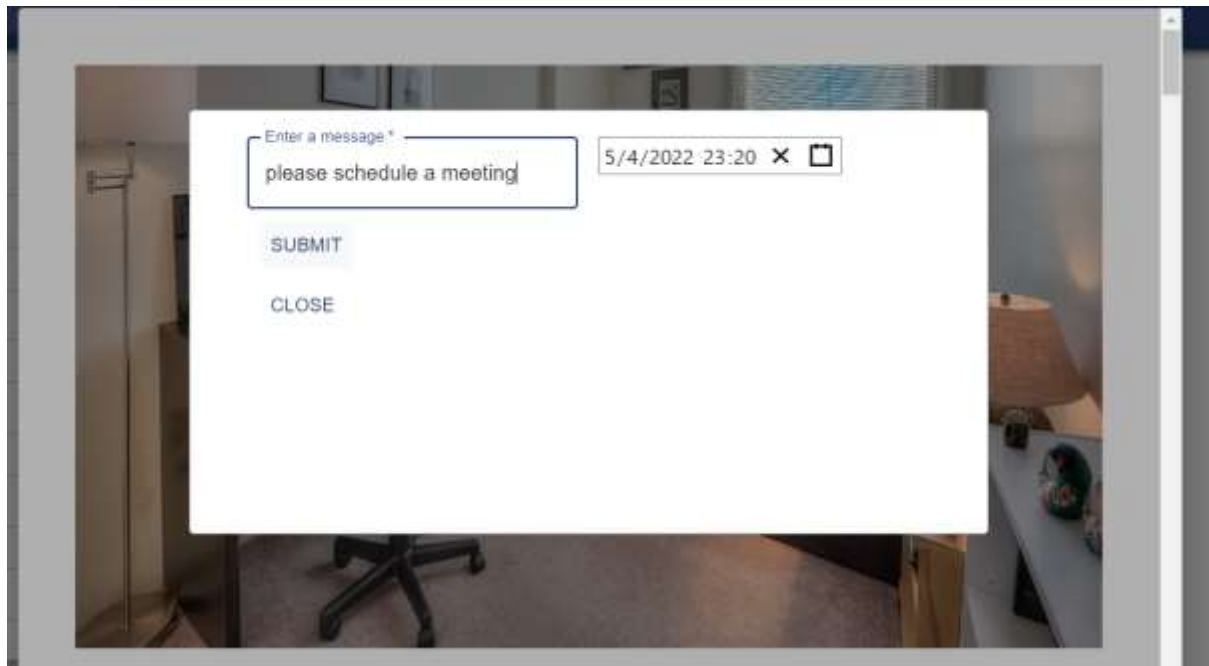 Enter a message *
please schedule a meeting
5/4/2022 23:20
SUBMIT
CLOSE